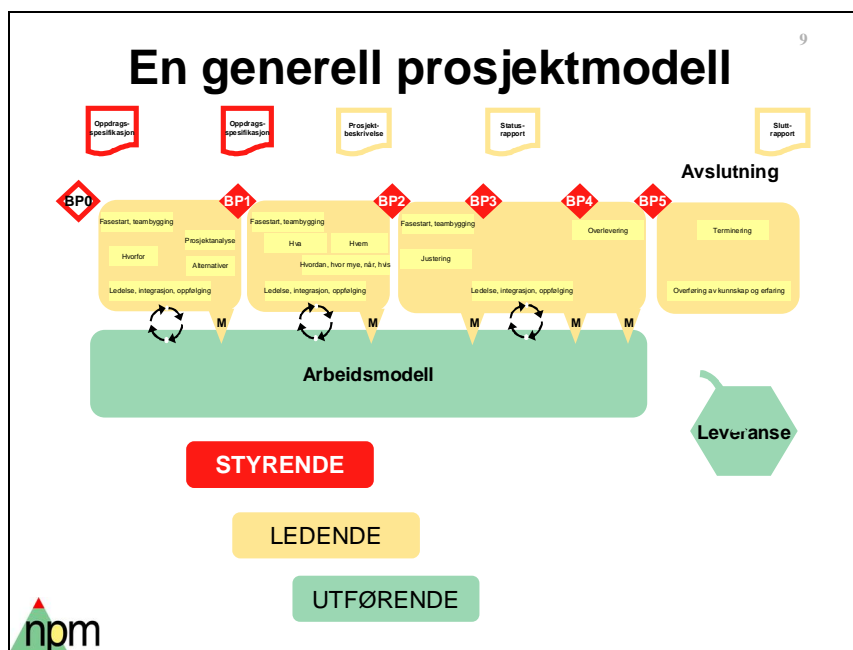 9
En generell prosjektmodell
Oppdrags-
spesifikasjon
Oppdrags-
spesifikasjon
Prosjekt-
beskrivelse
Status-
rapport
Slutt-
rapport
Avslutning
BP0
BP1
BP2
BP3
BP4
BP5
Fasestart, teambygging
Prosjektanalyse
Hvorfor
Alternativer
Ledelse, integrasjon, oppfølging
Fasestart, teambygging
Hva
Hvem
Hvordan, hvor mye, når, hvis
Ledelse, integrasjon, oppfølging
Fasestart, teambygging
Overlevering
Justering
Ledelse, integrasjon, oppfølging
Terminering
Overføring av kunnskap og erfaring
M
M
M
M
M
Arbeidsmodell
Leveranse
STYRENDE
LEDENDE
UTFØRENDE
npm